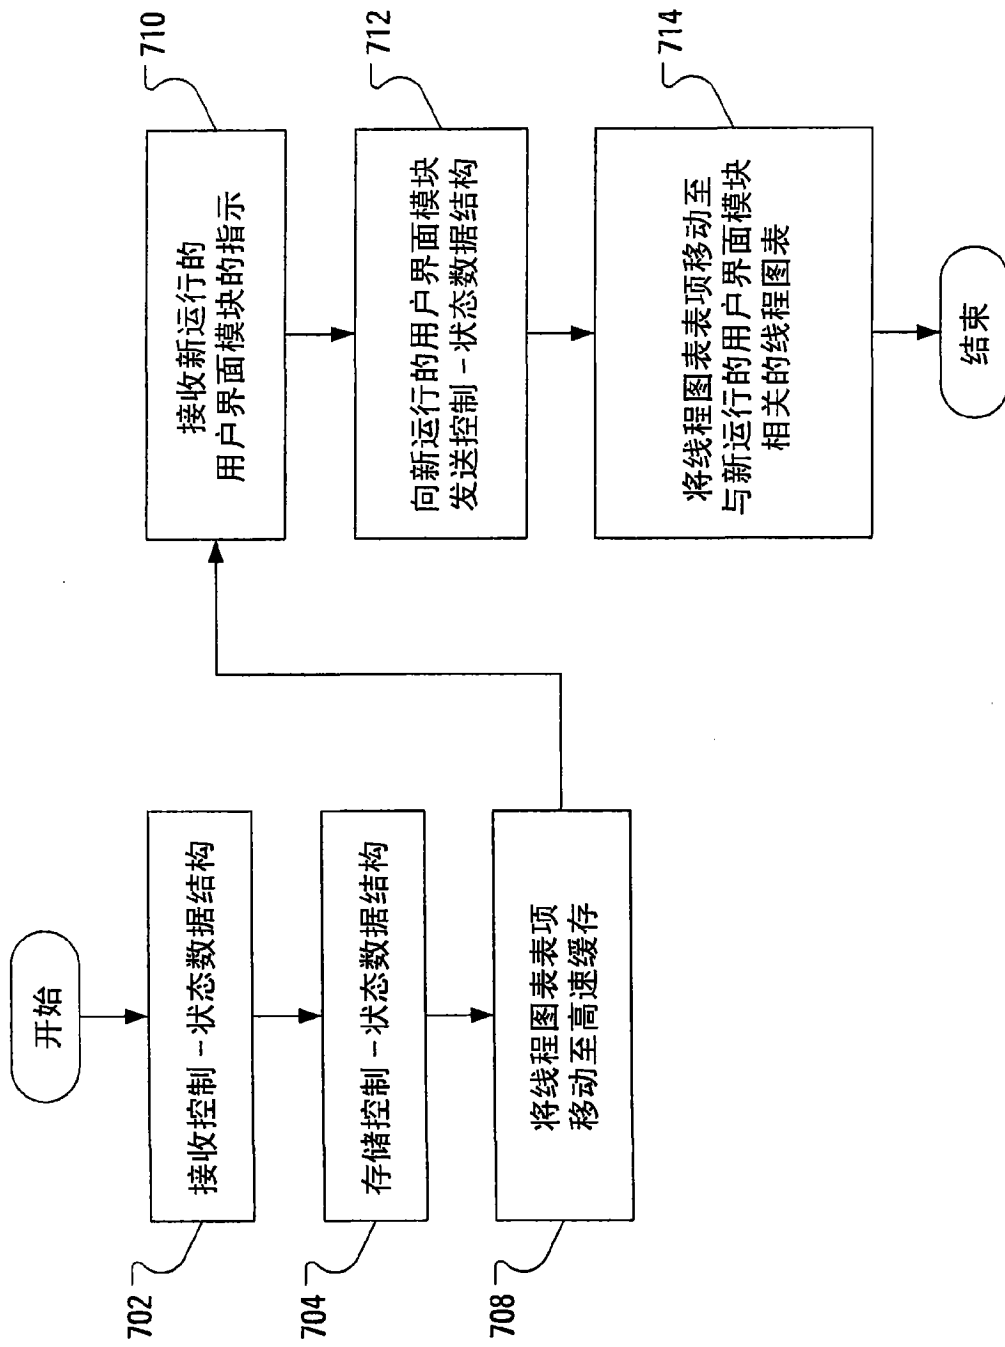 开始
702
接收控制-状态数据结构
704
存储控制-状态数据结构
708
将线程图表表项
移动至高速缓存
710
接收新运行的
用户界面模块的指示
712
向新运行的用户界面模块
发送控制-状态数据结构
714
将线程图表表项移动至
与新运行的用户界面模块
相关的线程图表
结束